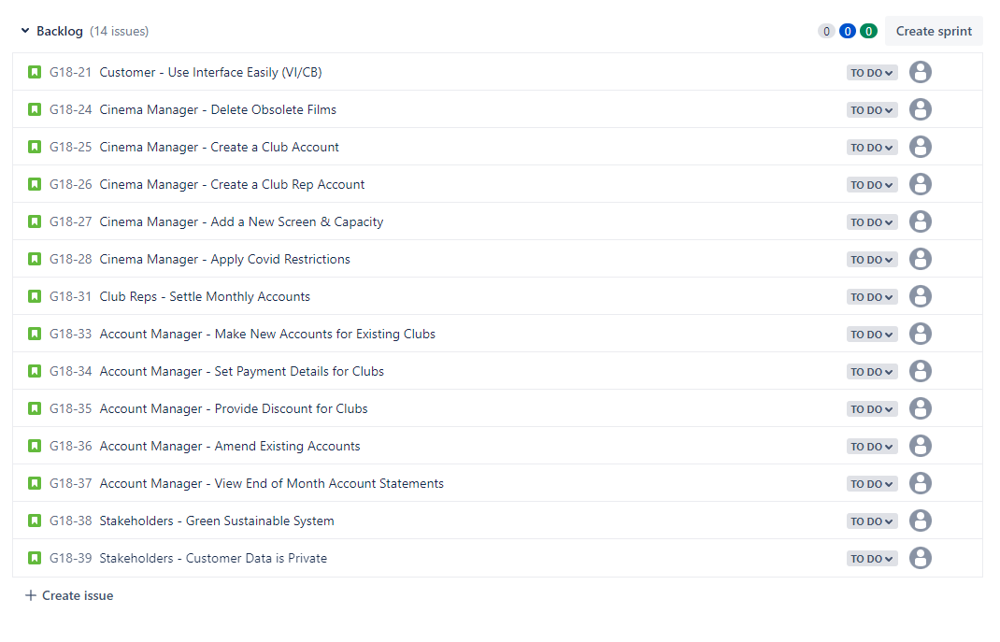 Backlog (14 issues) 0 0 0 Create sprint
G18-21 Customer - Use Interface Easily (VI/CB) TO DO
G18-24 Cinema Manager - Delete Obsolete Films TO DO
G18-25 Cinema Manager - Create a Club Account TO DO
G18-26 Cinema Manager - Create a Club Rep Account TO DO
G18-27 Cinema Manager - Add a New Screen & Capacity TO DO
G18-28 Cinema Manager - Apply Covid Restrictions TO DO
G18-31 Club Reps - Settle Monthly Accounts TO DO
G18-33 Account Manager - Make New Accounts for Existing Clubs TO DO
G18-34 Account Manager - Set Payment Details for Clubs TO DO
G18-35 Account Manager - Provide Discount for Clubs TO DO
G18-36 Account Manager - Amend Existing Accounts TO DO
G18-37 Account Manager - View End of Month Account Statements TO DO
G18-38 Stakeholders - Green Sustainable System TO DO
G18-39 Stakeholders - Customer Data is Private TO DO
+ Create issue